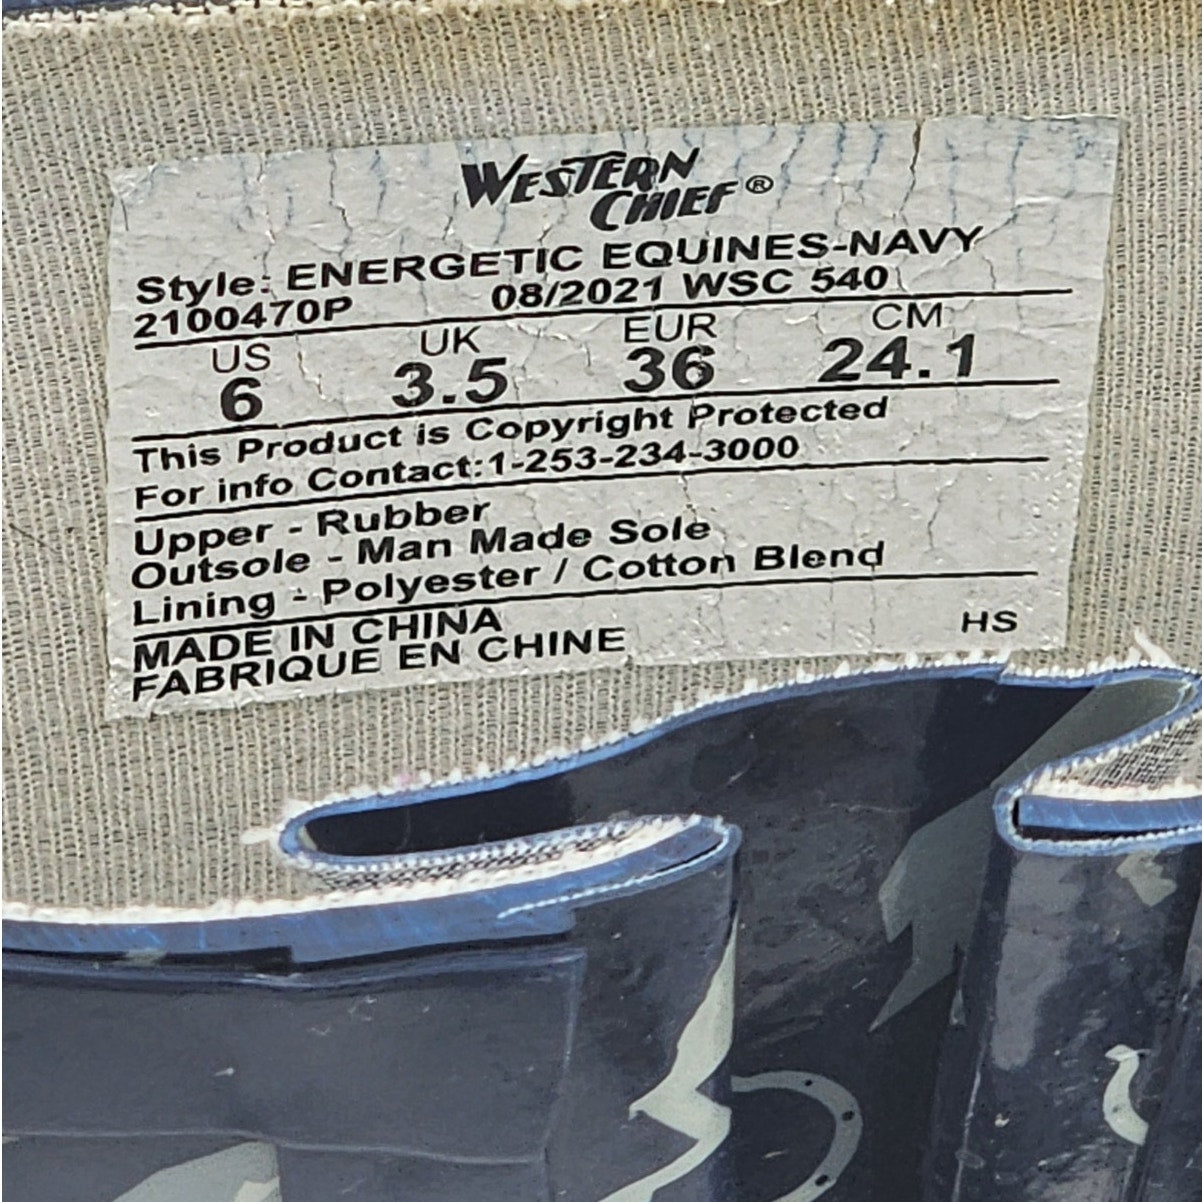 WESTERN
CHIEF®
Style: ENERGETIC EQUINES-NAVY
2100470P 08/2021 WSC 540
US UK EUR CM
6 3.5 36 24.1
This Product is Copyright Protected
For info Contact:1-253-234-3000
Upper - Rubber
Outsole - Man Made Sole
Lining - Polyester / Cotton Blend
MADE IN CHINA
FABRIQUE EN CHINE HS